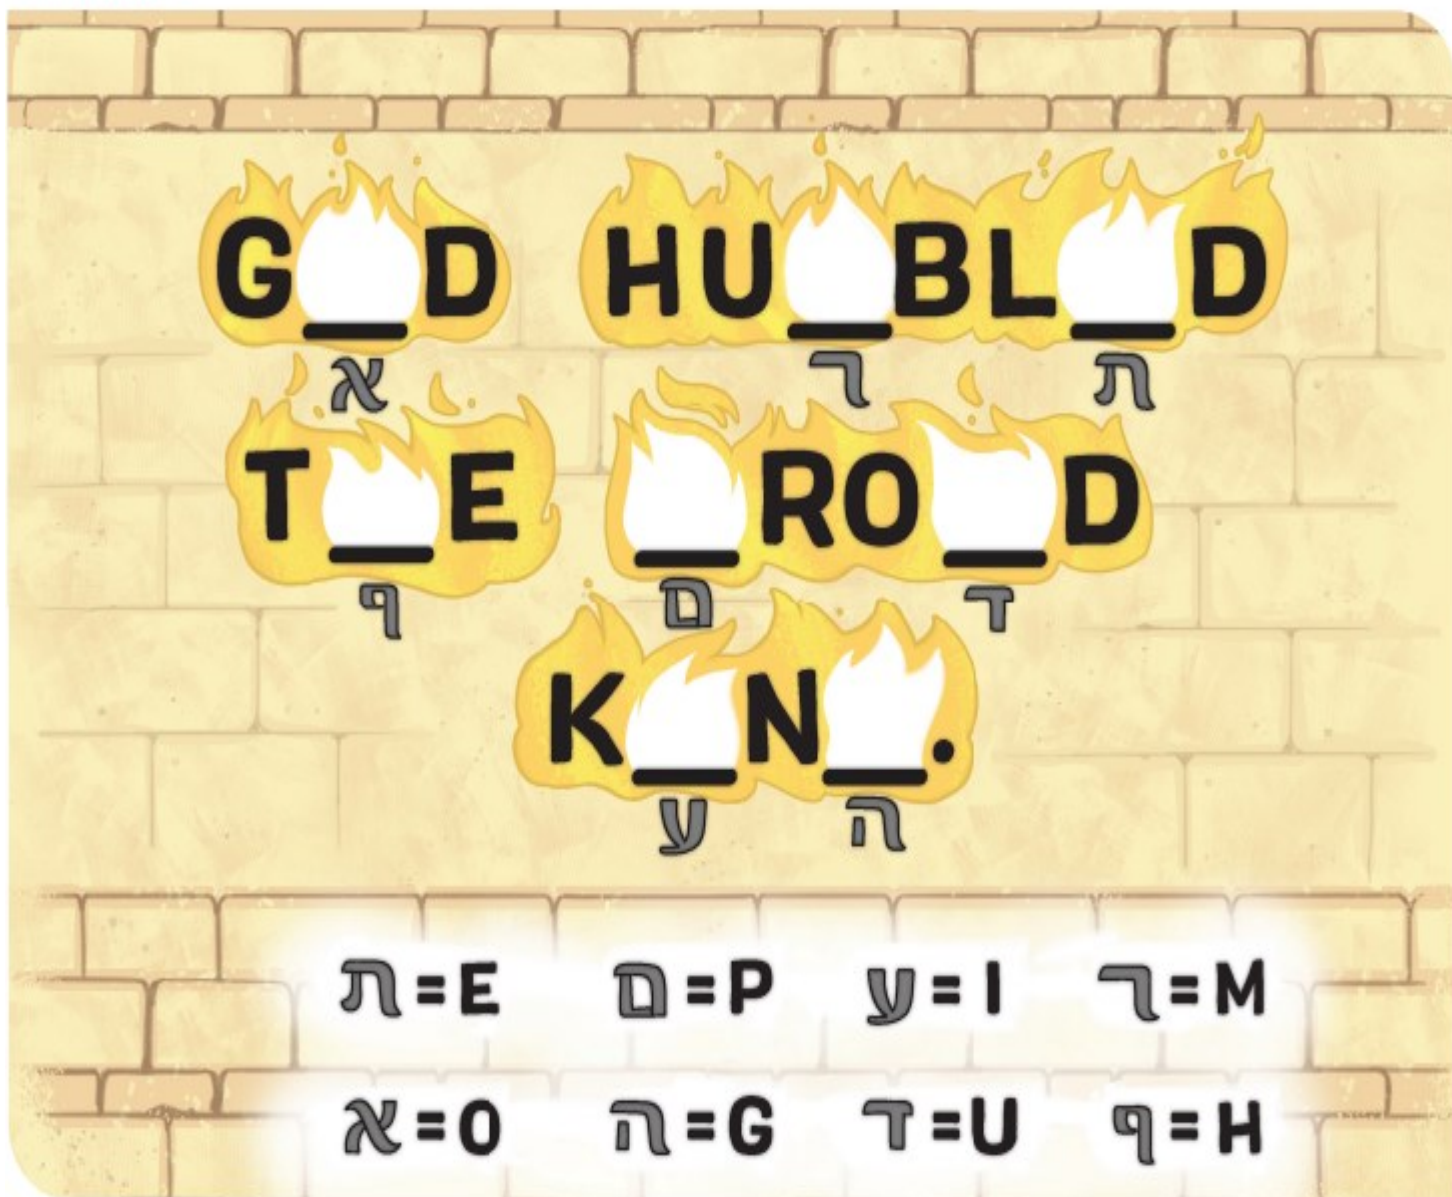 G_D HU_BL_D
א ר ת
T_E _RO_D
ף ם ד
K_N_.
ע ה
ת=E ם=P ע=I ר=M
א=O ה=G ד=U ף=H